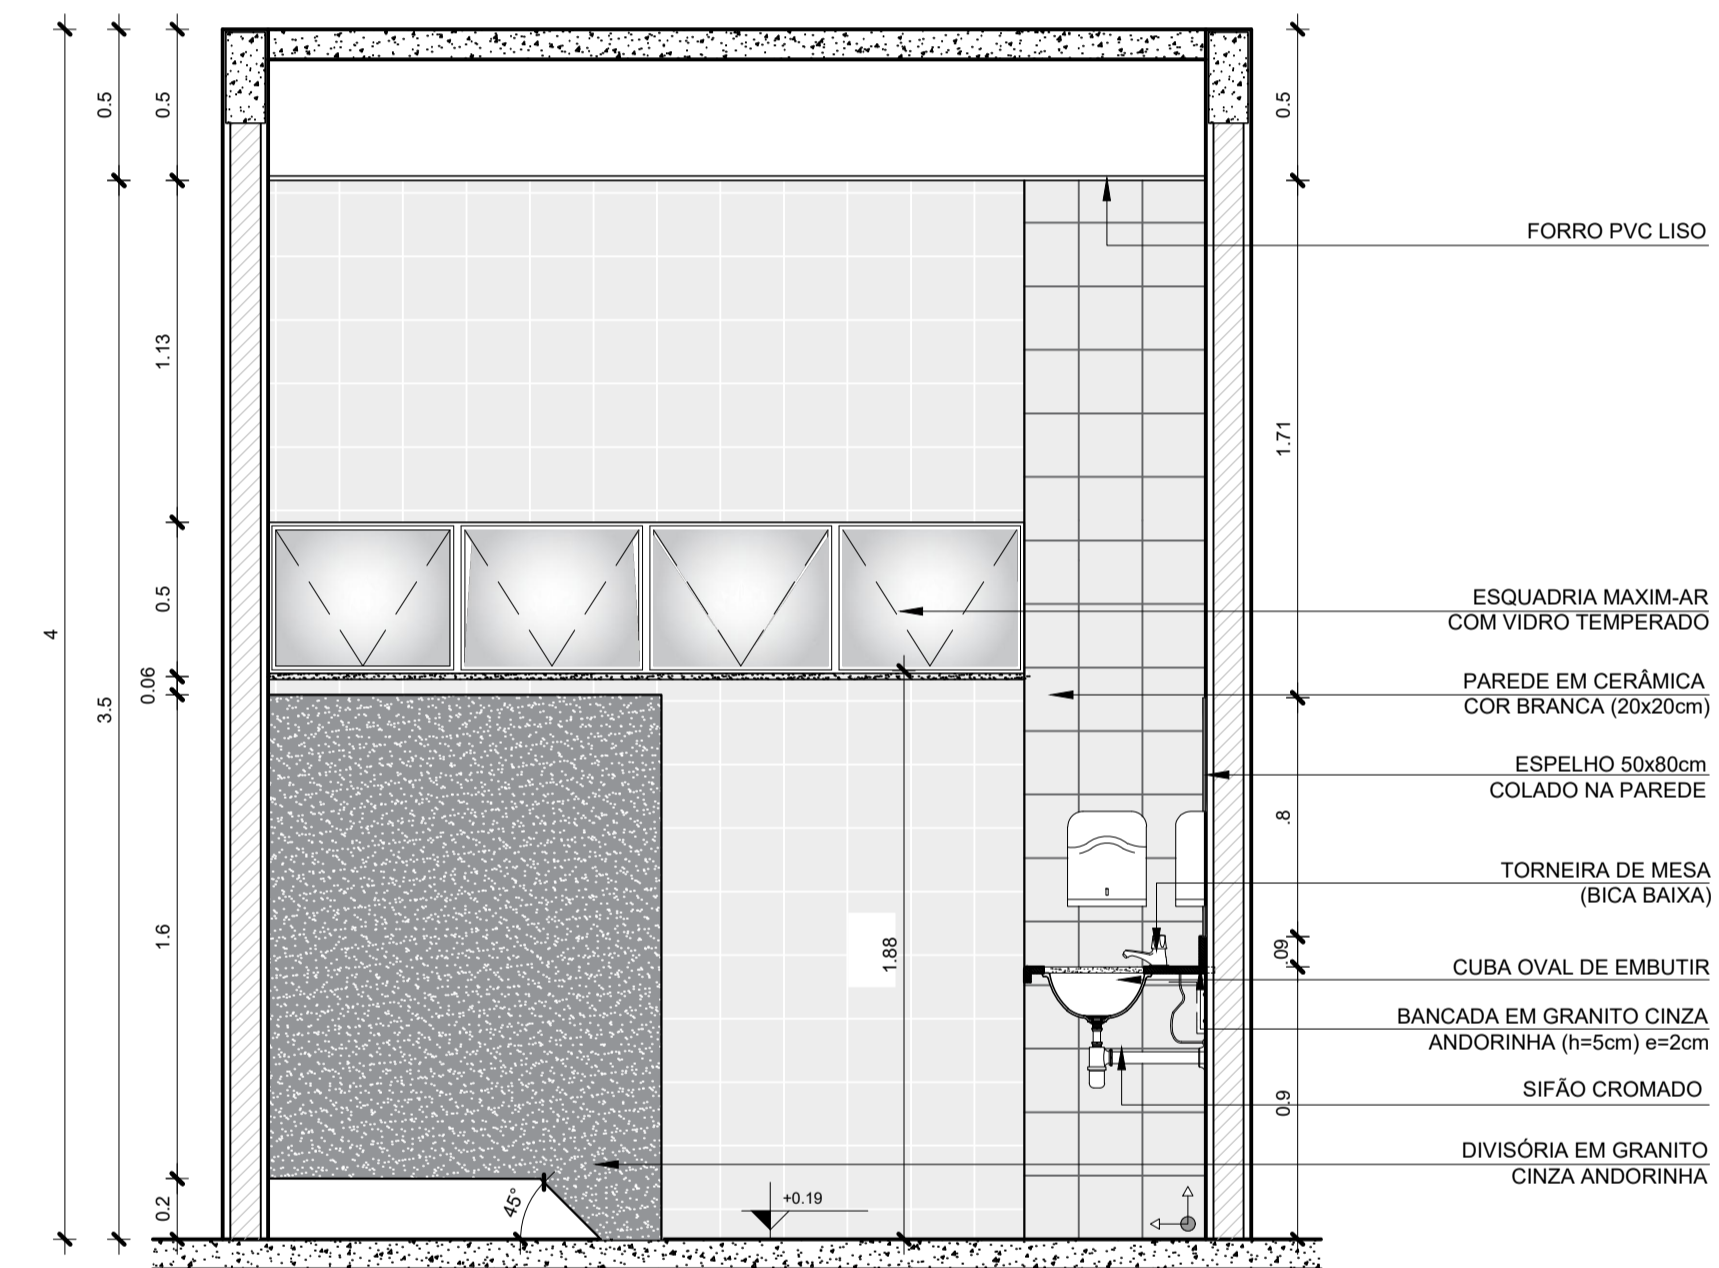 0.5
0.5
0.5
FORRO PVC LISO
1.13
1.71
ESQUADRIA MAXIM-AR
COM VIDRO TEMPERADO
0.5
4
0.06
3.5
PAREDE EM CERÂMICA
COR BRANCA (20x20cm)
ESPELHO 50x80cm
COLADO NA PAREDE
.8
TORNEIRA DE MESA
(BICA BAIXA)
1.6
1.88
.09
CUBA OVAL DE EMBUTIR
BANCADA EM GRANITO CINZA
ANDORINHA (h=5cm) e=2cm
SIFÃO CROMADO
0.9
DIVISÓRIA EM GRANITO
CINZA ANDORINHA
0.2
45°
+0.19